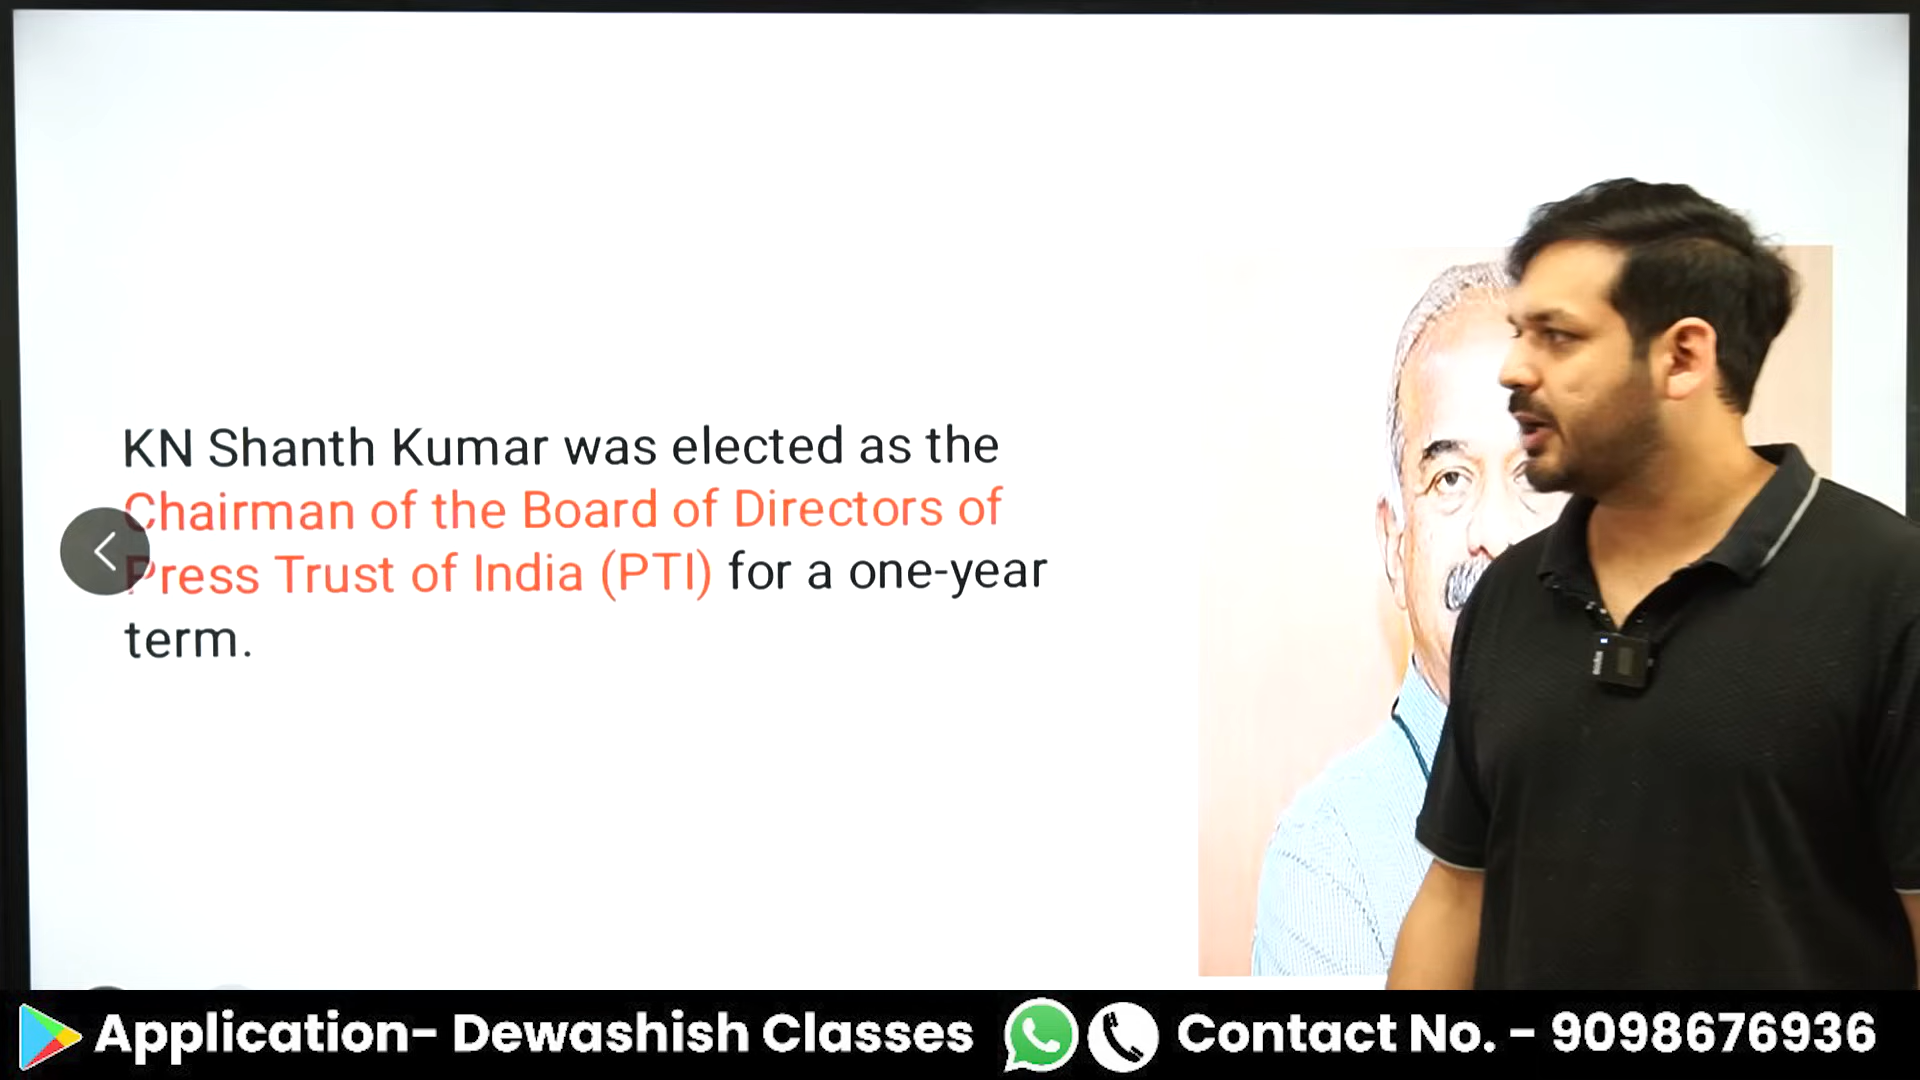 KN Shanth Kumar was elected as the
Chairman of the Board of Directors of
Press Trust of India (PTI) for a one-year
term.
Application- Dewashish Classes
Contact No. - 9098676936